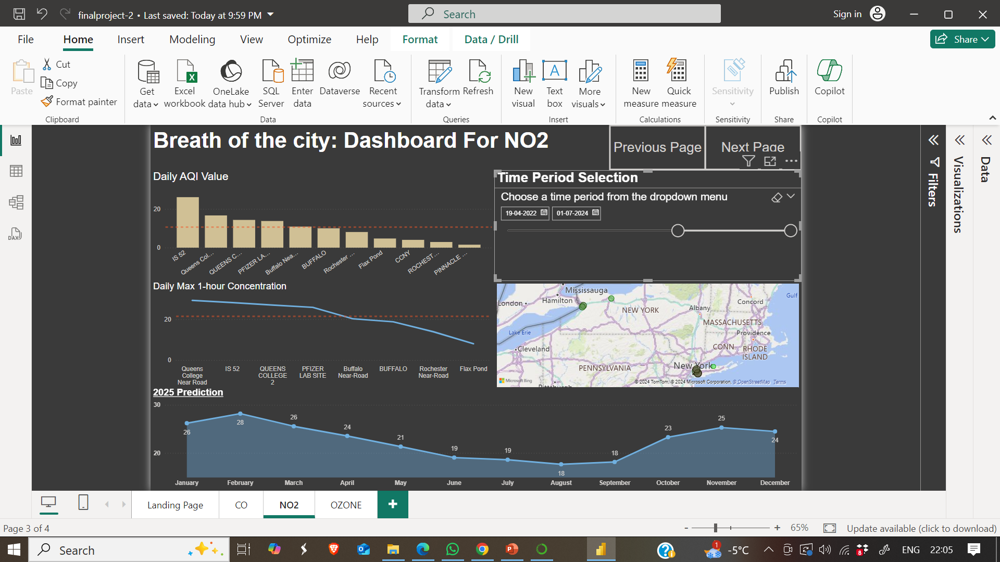 finalproject-2 • Last saved: Today at 9:59 PM
Search
Sign in
File Home Insert Modeling View Optimize Help Format Data / Drill
Share
Paste
Cut
Copy
Format painter
Clipboard
Get data
Excel workbook
OneLake data hub
SQL Server
Enter data
Dataverse
Recent sources
Data
Transform data
Refresh
Queries
New visual
Text box
More visuals
Insert
New measure
Quick measure
Calculations
Sensitivity
Sensitivity
Publish
Share
Copilot
Copilot
DAX
Breath of the city: Dashboard For NO2
Previous Page
Next Page
Daily AQI Value
20
0
IS 52
Queens Col...
QUEENS C...
PFIZER LA...
Buffalo Nea...
BUFFALO
Rochester ...
Flax Pond
CCNY
ROCHEST...
PINNACLE ...
Time Period Selection
Choose a time period from the dropdown menu
19-04-2022
01-07-2024
Daily Max 1-hour Concentration
20
0
Queens College Near Road
IS 52
QUEENS COLLEGE 2
PFIZER LAB SITE
Buffalo Near-Road
BUFFALO
Rochester Near-Road
Flax Pond
Mississauga
London
Hamilton
NEW YORK
Albany
Concord
Gulf
MASSACHUSETTS
Providence
Lake Erie
Cleveland
CONN.
RHODE ISLAND
PENNSYLVANIA
New York
Pittsburgh
Microsoft Bing
© 2024 TomTom, © 2024 Microsoft Corporation, © OpenStreetMap Terms
2025 Prediction
30
20
26
28
26
24
21
19
19
18
18
23
25
24
January February March April May June July August September October November December
Filters
Visualizations
Data
Landing Page
CO
NO2
OZONE
+
Page 3 of 4
- + 65%
Update available (click to download)
Search
1
-5°C
8
ENG
22:05